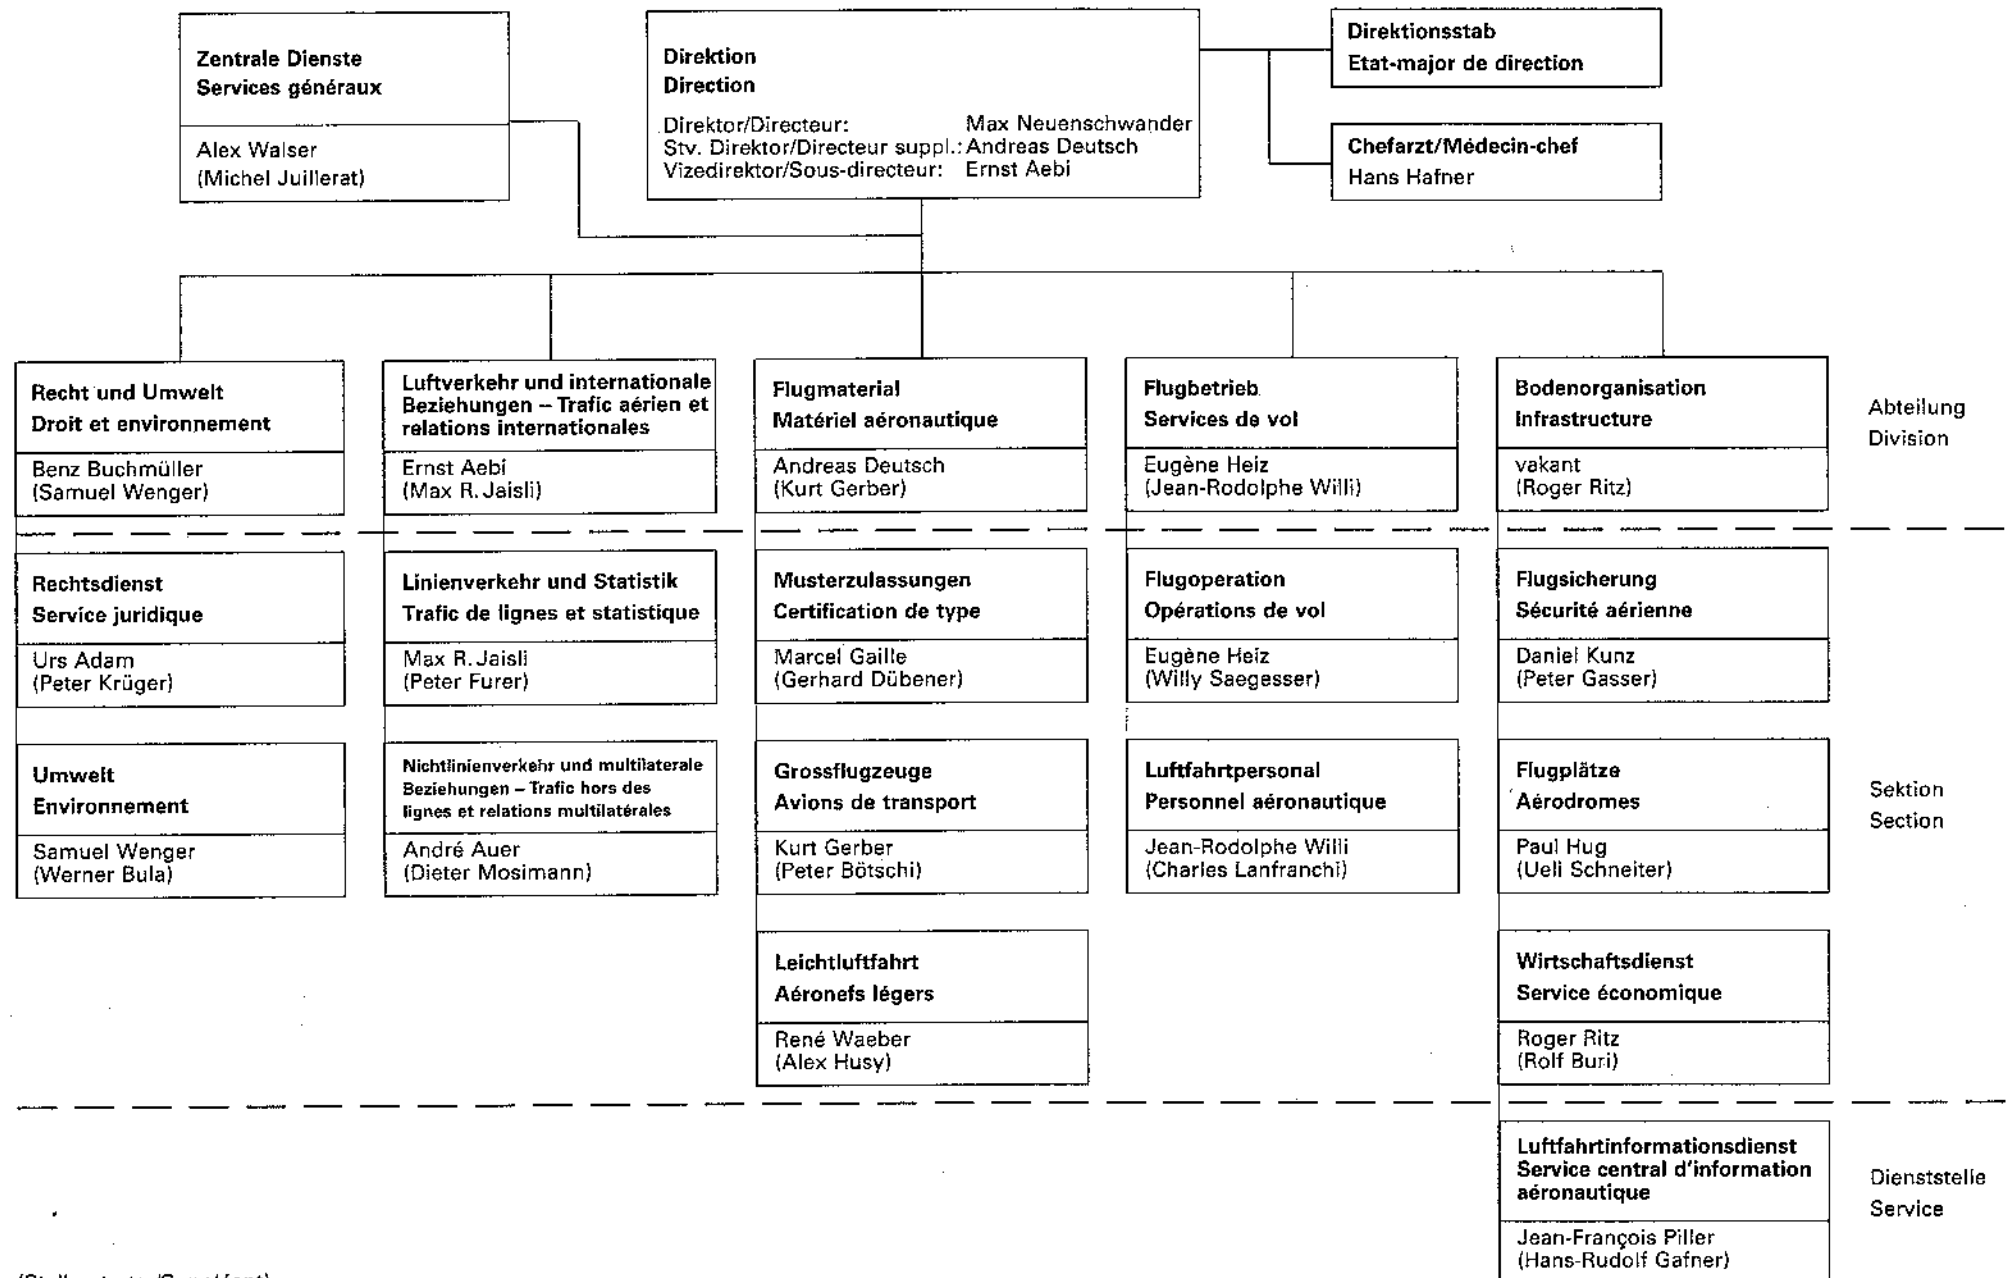 Zentrale Dienste
Services généraux
Alex Walser
(Michel Juillerat)
Direktion
Direction
Direktor/Directeur: Max Neuenschwander
Stv. Direktor/Directeur suppl.: Andreas Deutsch
Vizedirektor/Sous-directeur: Ernst Aebi
Direktionsstab
Etat-major de direction
Chefarzt/Médecin-chef
Hans Hafner
Recht und Umwelt
Droit et environnement
Benz Buchmüller
(Samuel Wenger)
Luftverkehr und internationale
Beziehungen – Trafic aérien et
relations internationales
Ernst Aebi
(Max R. Jaisli)
Flugmaterial
Matériel aéronautique
Andreas Deutsch
(Kurt Gerber)
Flugbetrieb
Services de vol
Eugène Heiz
(Jean-Rodolphe Willi)
Bodenorganisation
Infrastructure
vakant
(Roger Ritz)
Abteilung
Division
Rechtsdienst
Service juridique
Urs Adam
(Peter Krüger)
Linienverkehr und Statistik
Trafic de lignes et statistique
Max R. Jaisli
(Peter Furer)
Musterzulassungen
Certification de type
Marcel Gaille
(Gerhard Dübener)
Flugoperation
Opérations de vol
Eugène Heiz
(Willy Saegesser)
Flugsicherung
Sécurité aérienne
Daniel Kunz
(Peter Gasser)
Umwelt
Environnement
Samuel Wenger
(Werner Bula)
Nichtlinienverkehr und multilaterale
Beziehungen – Trafic hors des
lignes et relations multilatérales
André Auer
(Dieter Mosimann)
Grossflugzeuge
Avions de transport
Kurt Gerber
(Peter Bötschi)
Luftfahrtpersonal
Personnel aéronautique
Jean-Rodolphe Willi
(Charles Lanfranchi)
Flugplätze
Aérodromes
Paul Hug
(Ueli Schneiter)
Sektion
Section
Leichtluftfahrt
Aéronefs légers
René Waeber
(Alex Husy)
Wirtschaftsdienst
Service économique
Roger Ritz
(Rolf Buri)
Luftfahrtinformationsdienst
Service central d'information
aéronautique
Jean-François Piller
(Hans-Rudolf Gafner)
Dienststelle
Service